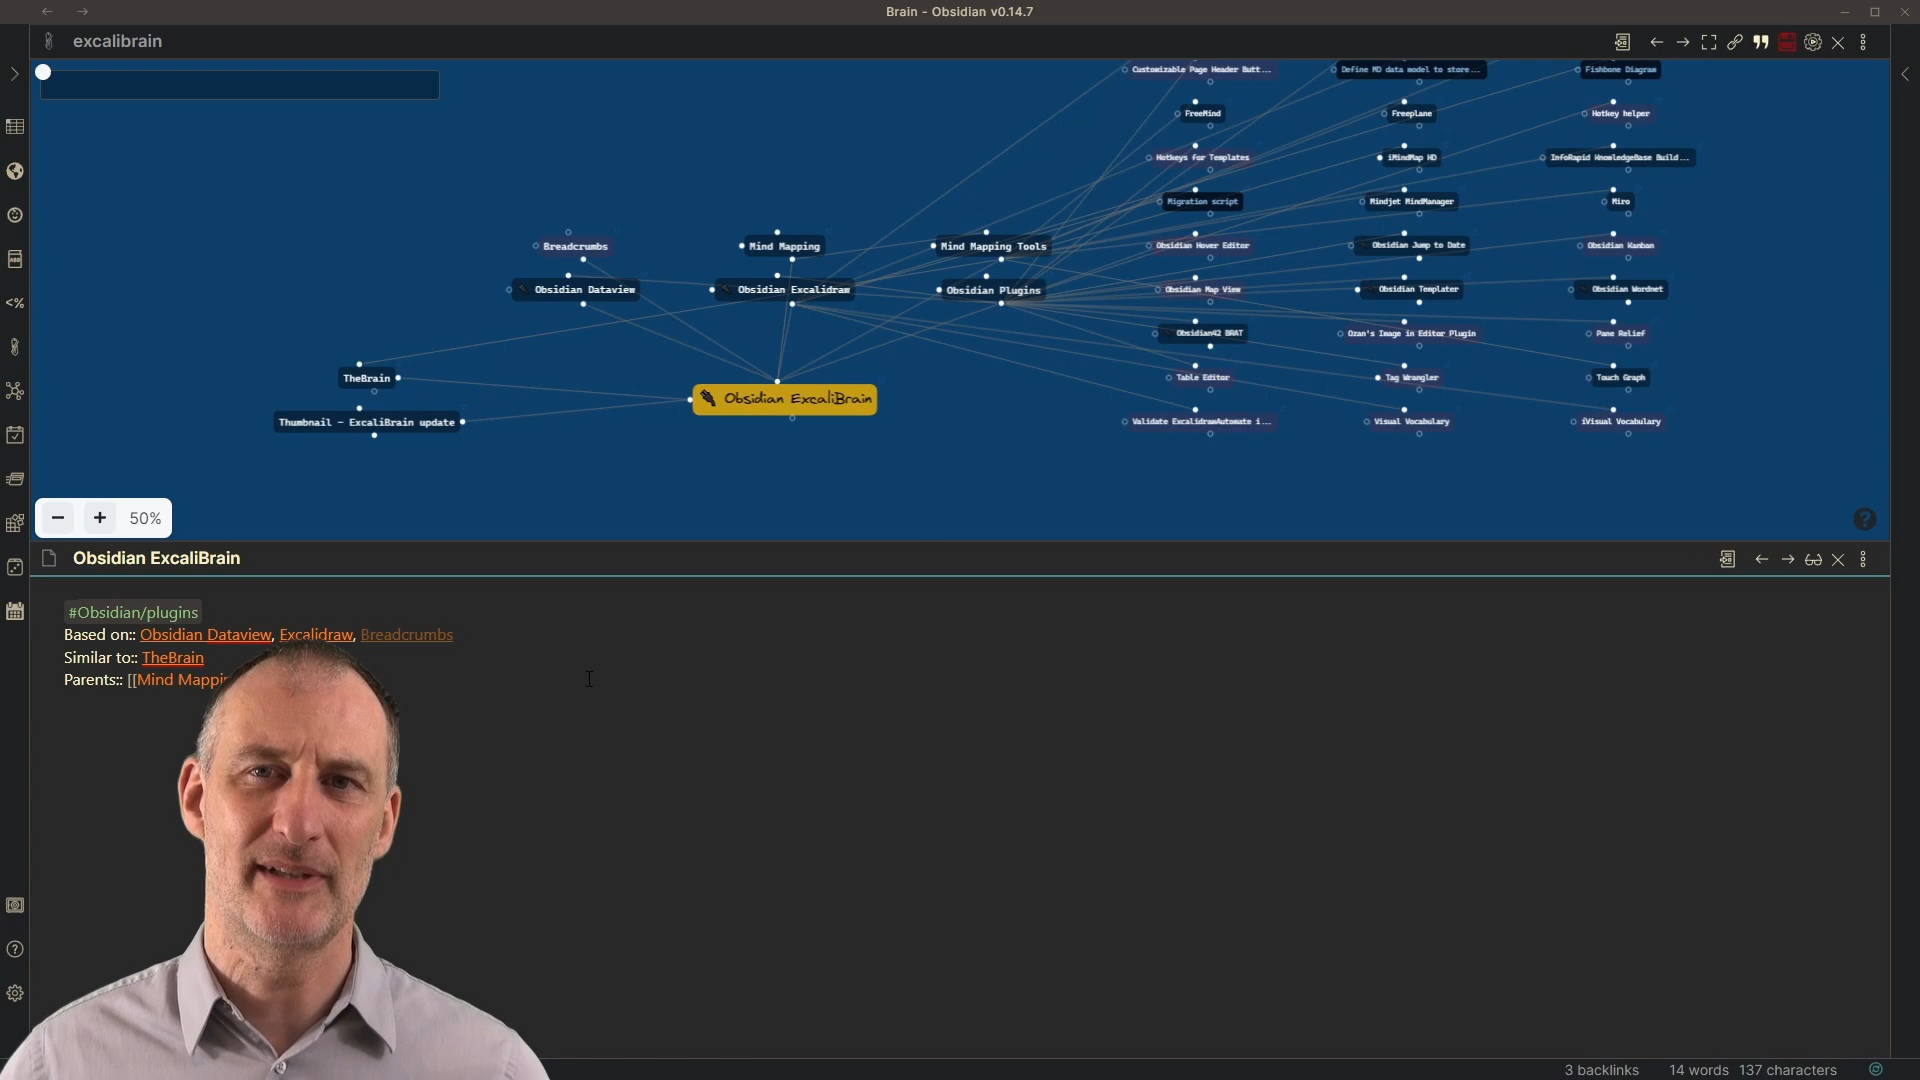 Brain - Obsidian v0.14.7
excalibrain
Customizable Page Header Butt...
Define MD data model to store...
Fishbone Diagram
FreeMind
Freeplane
Hotkey helper
Hotkeys for Templates
iMindMap HD
InfoRapid KnowledgeBase Build...
Migration script
Mindjet MindManager
Miro
Breadcrumbs
Mind Mapping
Mind Mapping Tools
Obsidian Hover Editor
Obsidian Jump to Date
Obsidian Kanban
Obsidian Dataview
Obsidian Excalidraw
Obsidian Plugins
Obsidian Map View
Obsidian Templater
Obsidian Wordnet
Obsidian42 BRAT
Ozan's Image in Editor Plugin
Pane Relief
TheBrain
Table Editor
Tag Wrangler
Touch Graph
Obsidian ExcaliBrain
Thumbnail - ExcaliBrain update
Validate ExcalidrawAutomate i...
Visual Vocabulary
iVisual Vocabulary
50%
Obsidian ExcaliBrain
#Obsidian/plugins
Based on:: Obsidian Dataview, Excalidraw, Breadcrumbs
Similar to:: TheBrain
Parents:: [[Mind
3 backlinks 14 words 137 characters